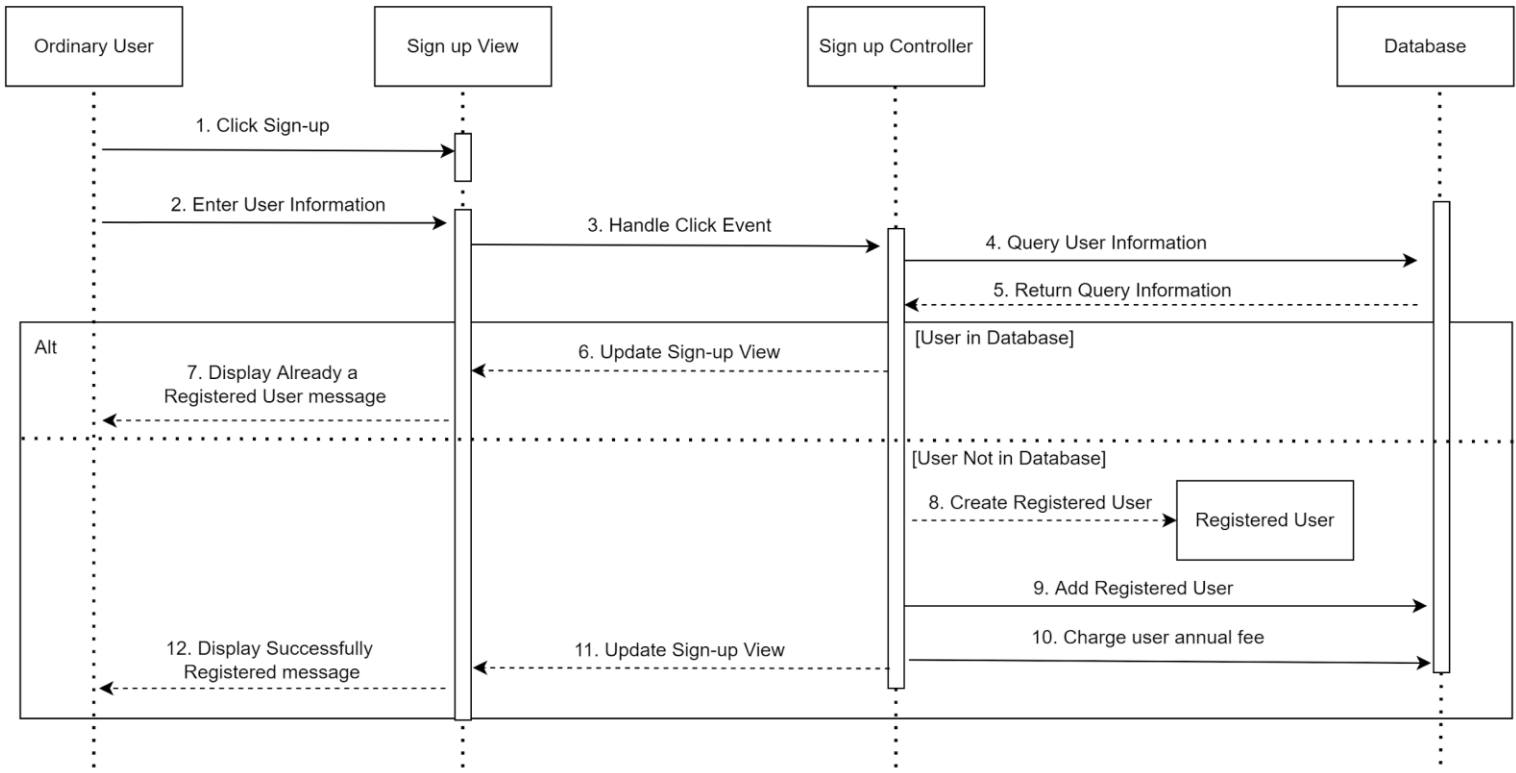 Ordinary User
Sign up View
Sign up Controller
Database
1. Click Sign-up
2. Enter User Information
3. Handle Click Event
4. Query User Information
5. Return Query Information
Alt
[User in Database]
6. Update Sign-up View
7. Display Already a
Registered User message
[User Not in Database]
8. Create Registered User
Registered User
9. Add Registered User
10. Charge user annual fee
11. Update Sign-up View
12. Display Successfully
Registered message